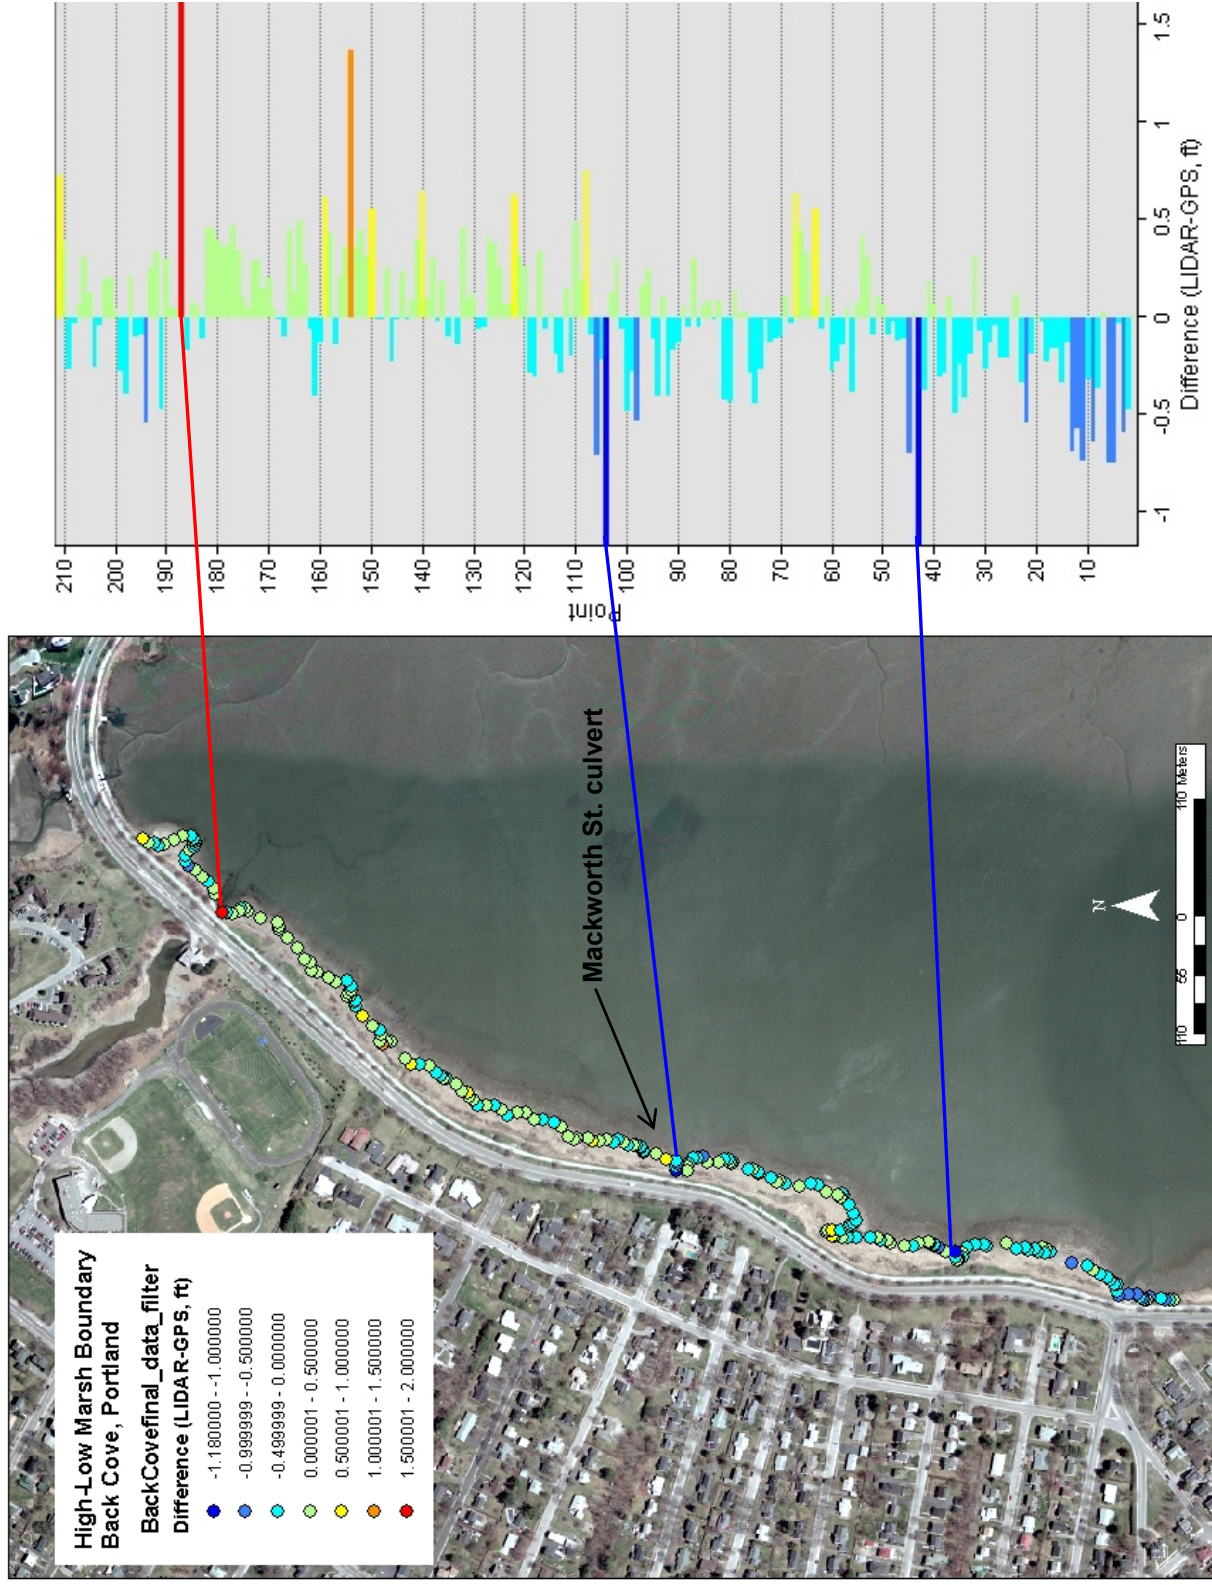 High-Low Marsh Boundary
Back Cove, Portland
BackCovefinal_data_filter
Difference (LIDAR-GPS, ft)
-1.180000 - -1.000000
-0.999999 - -0.500000
-0.499999 - 0.000000
0.000001 - 0.500000
0.500001 - 1.000000
1.000001 - 1.500000
1.500001 - 2.000000
Mackworth St. culvert
N
110 55 0 110 Meters
Point
210
200
190
180
170
160
150
140
130
120
110
100
90
80
70
60
50
40
30
20
10
1.5
1
0.5
0
-0.5
-1
Difference (LIDAR-GPS, ft)